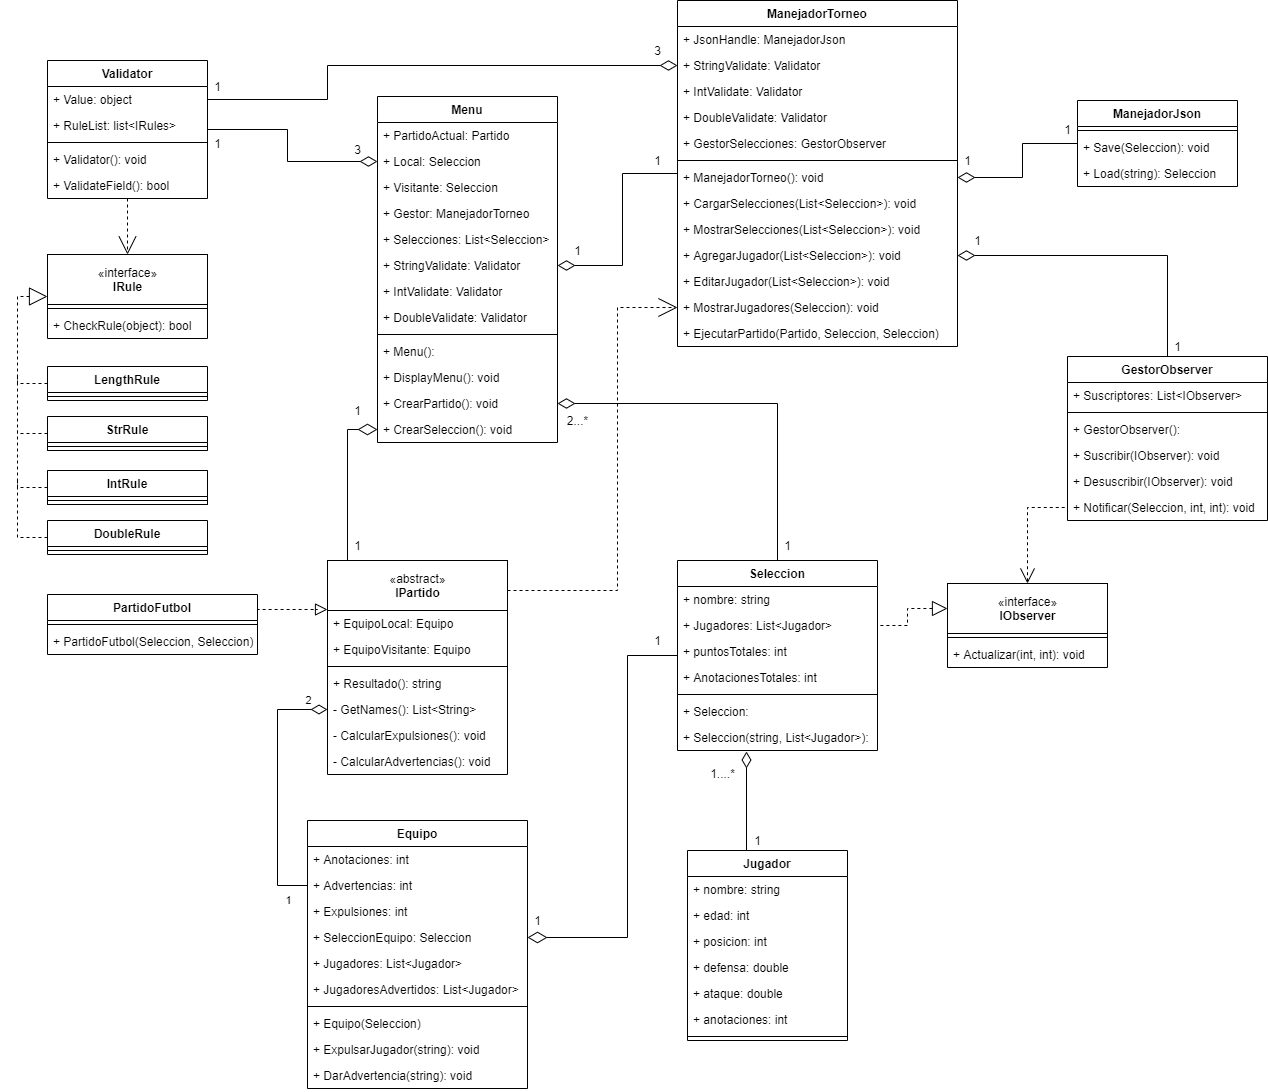 ManejadorTorneo
+ JsonHandle: ManejadorJson
+ StringValidate: Validator
+ IntValidate: Validator
+ DoubleValidate: Validator
+ GestorSelecciones: GestorObserver
+ ManejadorTorneo(): void
+ CargarSelecciones(List<Seleccion>): void
+ MostrarSelecciones(List<Seleccion>): void
+ AgregarJugador(List<Seleccion>): void
+ EditarJugador(List<Seleccion>): void
+ MostrarJugadores(Seleccion): void
+ EjecutarPartido(Partido, Seleccion, Seleccion)
3
1
1
1
Validator
+ Value: object
+ RuleList: list<IRules>
+ Validator(): void
+ ValidateField(): bool
1
1
Menu
+ PartidoActual: Partido
+ Local: Seleccion
+ Visitante: Seleccion
+ Gestor: ManejadorTorneo
+ Selecciones: List<Seleccion>
+ StringValidate: Validator
+ IntValidate: Validator
+ DoubleValidate: Validator
+ Menu():
+ DisplayMenu(): void
+ CrearPartido(): void
+ CrearSeleccion(): void
3
1
1
2...*
ManejadorJson
+ Save(Seleccion): void
+ Load(string): Seleccion
1
«interface»
IRule
+ CheckRule(object): bool
LengthRule
StrRule
IntRule
DoubleRule
1
GestorObserver
+ Suscriptores: List<IObserver>
+ GestorObserver():
+ Suscribir(IObserver): void
+ Desuscribir(IObserver): void
+ Notificar(Seleccion, int, int): void
PartidoFutbol
+ PartidoFutbol(Seleccion, Seleccion)
1
«abstract»
IPartido
+ EquipoLocal: Equipo
+ EquipoVisitante: Equipo
+ Resultado(): string
- GetNames(): List<String>
- CalcularExpulsiones(): void
- CalcularAdvertencias(): void
2
1
Seleccion
+ nombre: string
+ Jugadores: List<Jugador>
+ puntosTotales: int
+ AnotacionesTotales: int
+ Seleccion:
+ Seleccion(string, List<Jugador>):
1
1....*
«interface»
IObserver
+ Actualizar(int, int): void
Equipo
+ Anotaciones: int
+ Advertencias: int
+ Expulsiones: int
+ SeleccionEquipo: Seleccion
+ Jugadores: List<Jugador>
+ JugadoresAdvertidos: List<Jugador>
+ Equipo(Seleccion)
+ ExpulsarJugador(string): void
+ DarAdvertencia(string): void
1
1
1
Jugador
+ nombre: string
+ edad: int
+ posicion: int
+ defensa: double
+ ataque: double
+ anotaciones: int